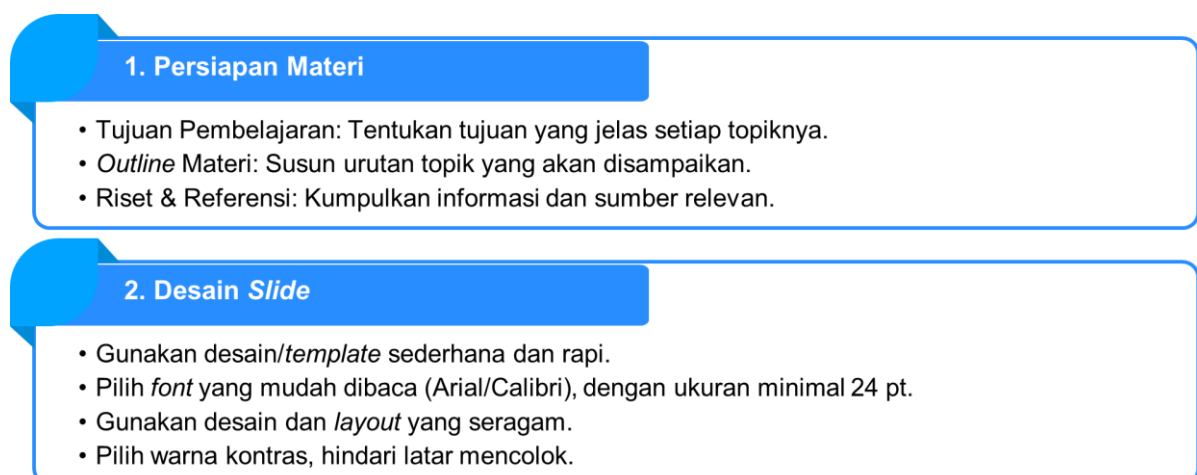 1. Persiapan Materi
• Tujuan Pembelajaran: Tentukan tujuan yang jelas setiap topiknya.
• Outline Materi: Susun urutan topik yang akan disampaikan.
• Riset & Referensi: Kumpulkan informasi dan sumber relevan.
2. Desain Slide
• Gunakan desain/template sederhana dan rapi.
• Pilih font yang mudah dibaca (Arial/Calibri), dengan ukuran minimal 24 pt.
• Gunakan desain dan layout yang seragam.
• Pilih warna kontras, hindari latar mencolok.